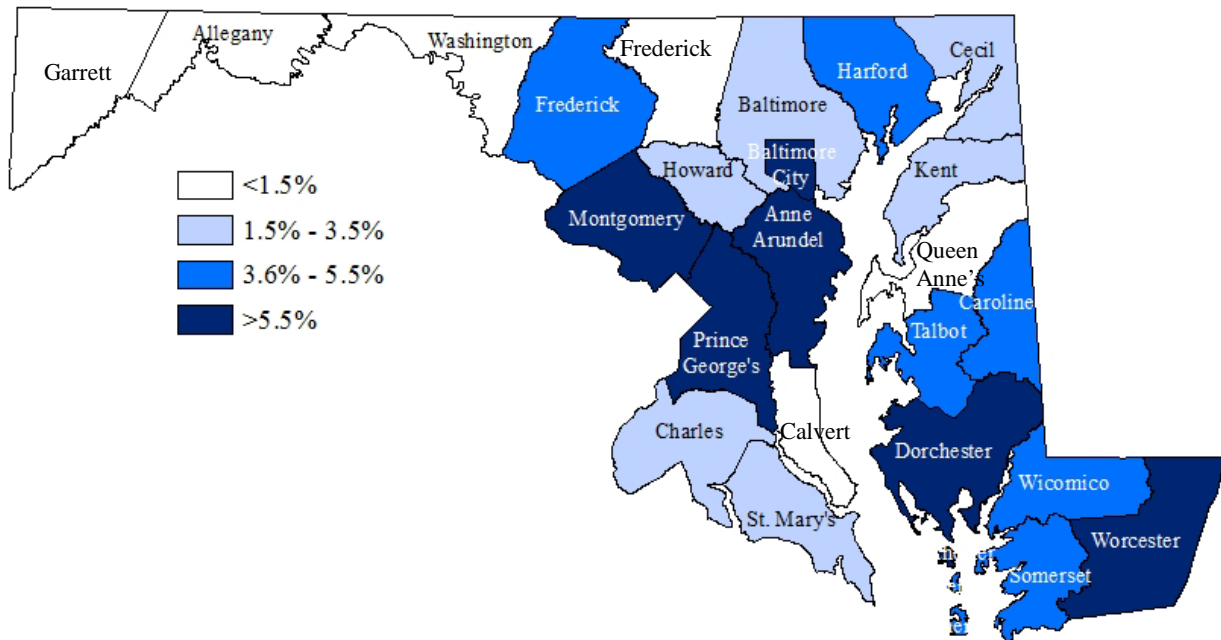 Allegany
Washington
Frederick
Cecil
Garrett
Harford
Frederick
Baltimore
Baltimore
City
Howard
Kent
<1.5%
1.5% - 3.5%
3.6% - 5.5%
>5.5%
Montgomery
Anne
Arundel
Queen
Anne's
Caroline
Talbot
Prince
George's
Charles
Calvert
Dorchester
Wicomico
St. Mary's
Worcester
Somerset